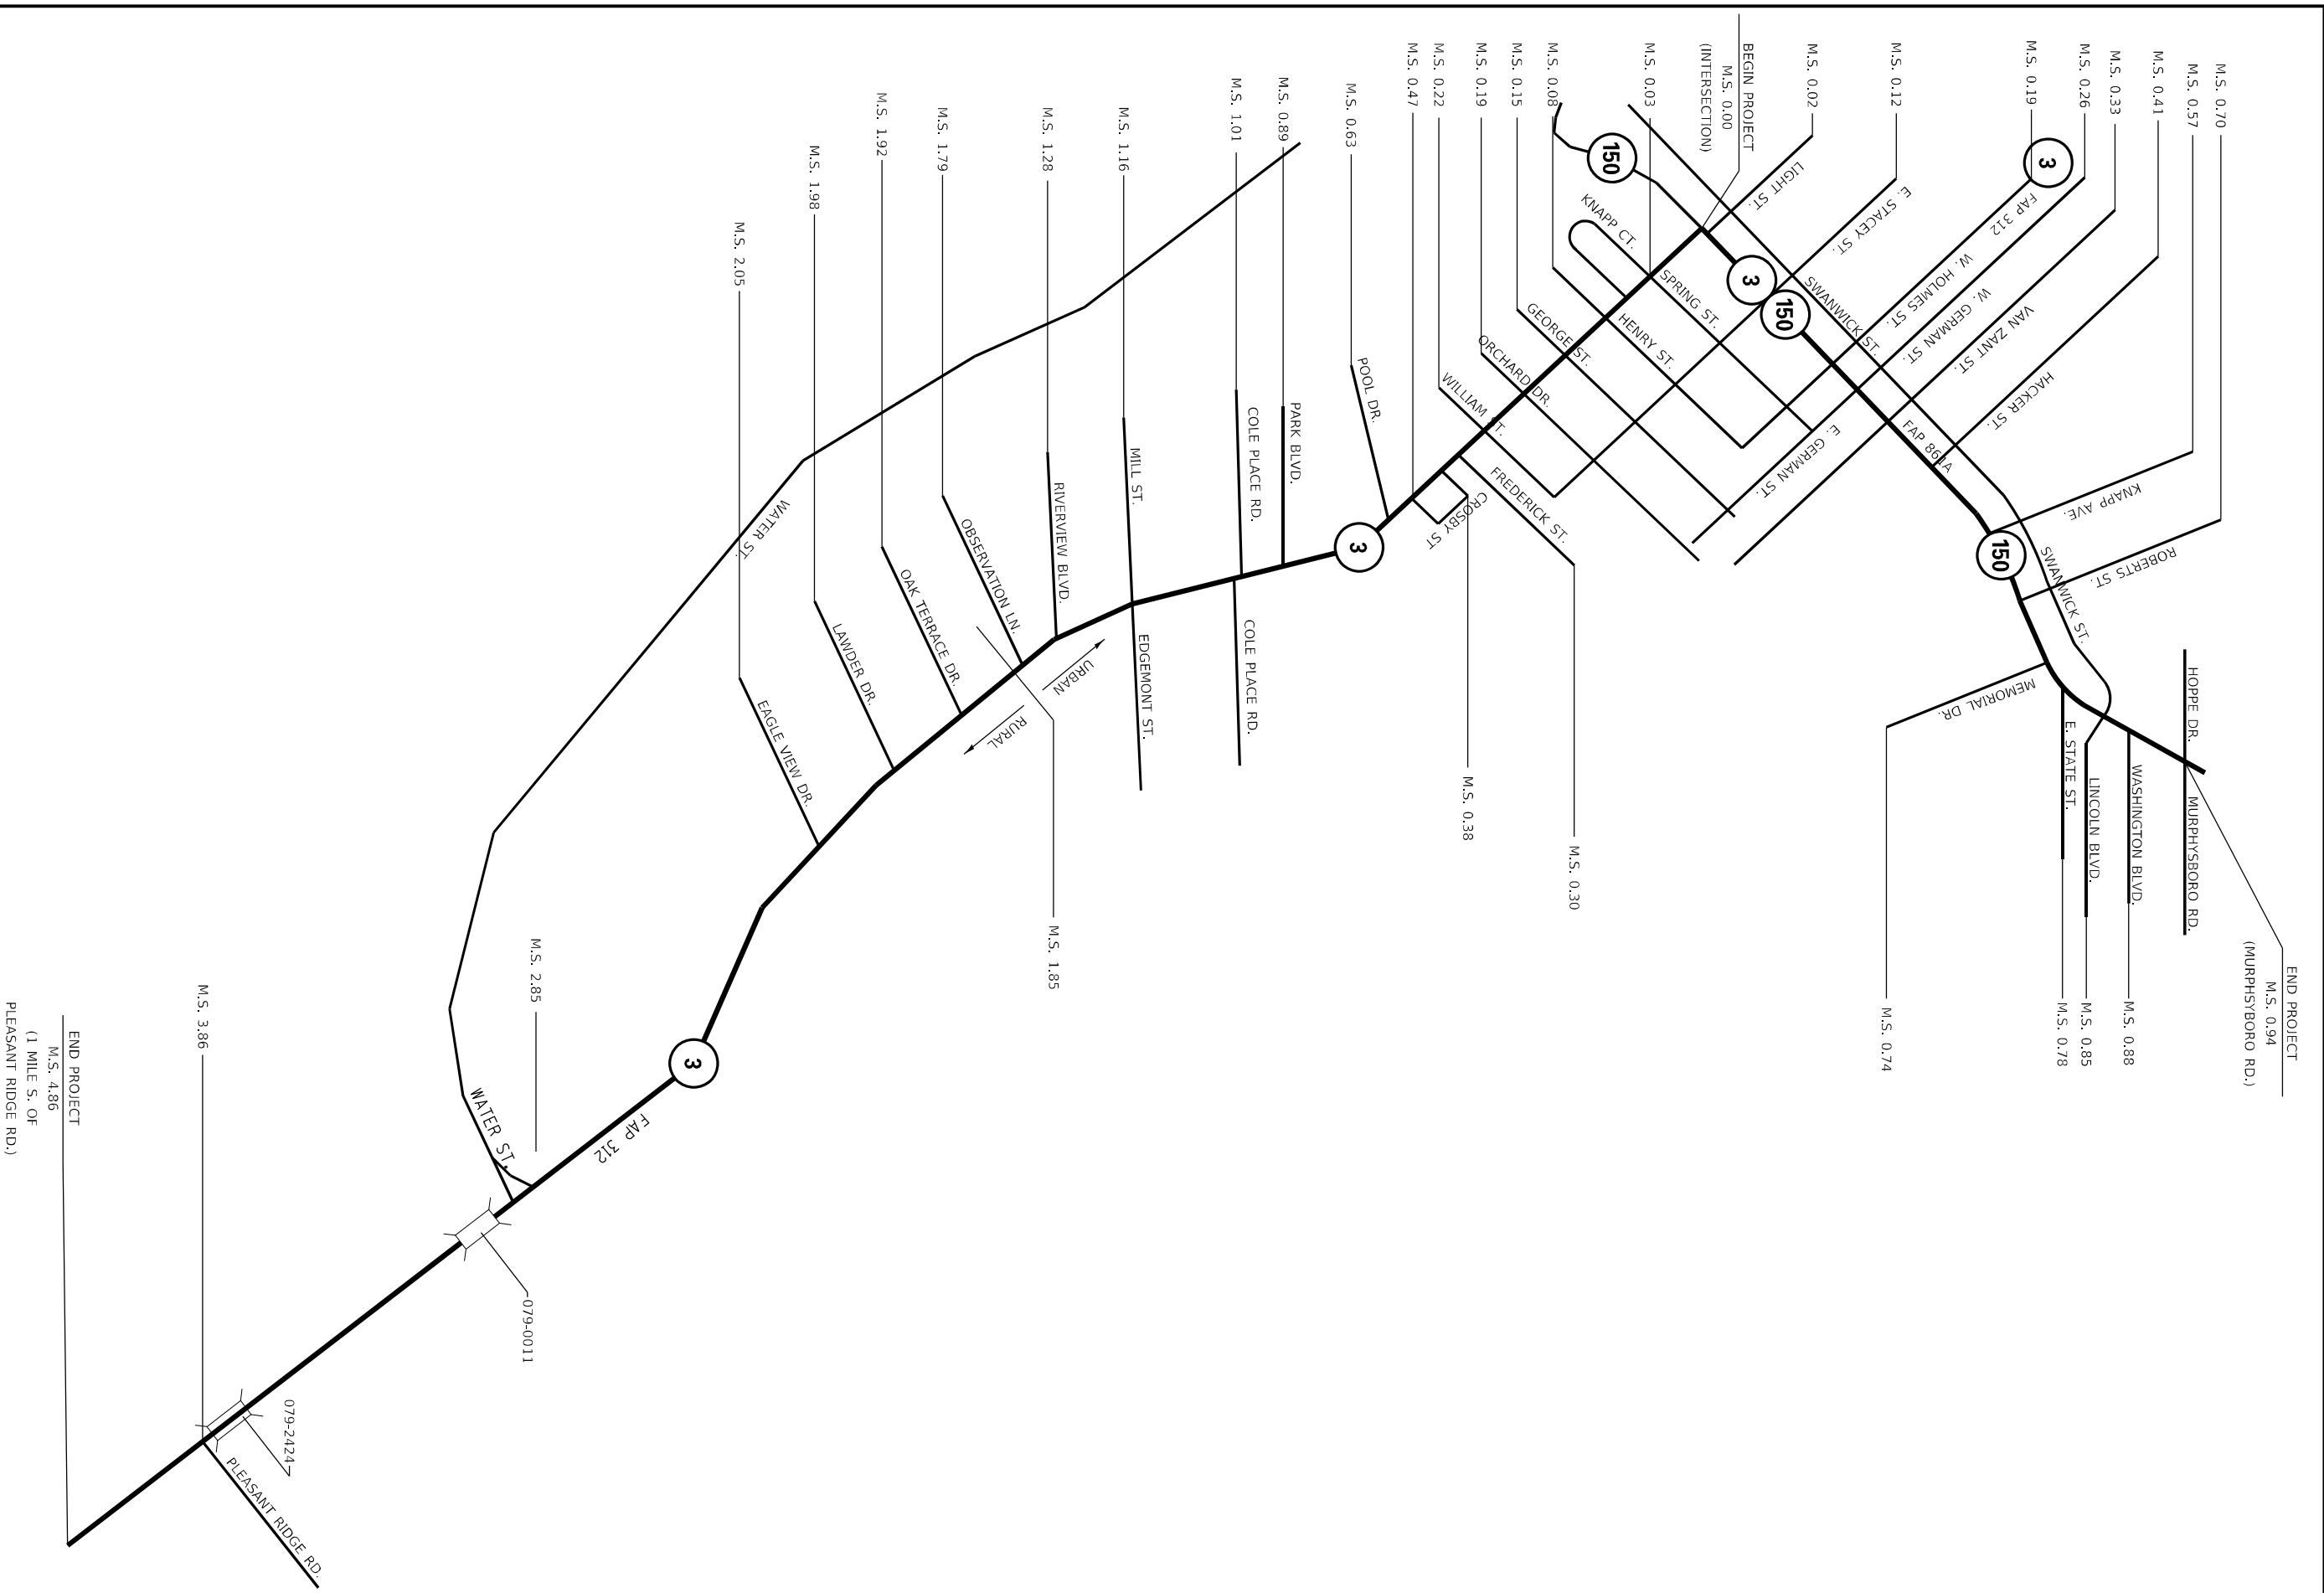 M.S. 0.70
M.S. 0.57
M.S. 0.41
M.S. 0.33
M.S. 0.26
M.S. 0.19
M.S. 0.12
M.S. 0.02
BEGIN PROJECT
M.S. 0.00
(INTERSECTION)
M.S. 0.03
M.S. 0.08
M.S. 0.15
M.S. 0.19
M.S. 0.22
M.S. 0.47
M.S. 0.63
M.S. 0.89
M.S. 1.01
M.S. 1.16
M.S. 1.28
M.S. 1.79
M.S. 1.92
M.S. 1.98
M.S. 2.05
3
FAP 312
W. HOLMES ST.
W. GERMAN ST.
VAN ZANT ST.
HACKER ST.
E. STACEY ST.
LIGHT ST.
150
3
150
SWANWICK ST.
FAP 861A
KNAPP CT.
SPRING ST.
HENRY ST.
GEORGE ST.
ORCHARD DR.
WILLIAM ST.
E. GERMAN ST.
FREDERICK ST.
CROSBY ST
POOL DR.
3
PARK BLVD.
COLE PLACE RD.
COLE PLACE RD.
MILL ST.
EDGEMONT ST.
RIVERVIEW BLVD.
OBSERVATION LN.
OAK TERRACE DR.
LAWDER DR.
EAGLE VIEW DR.
WATER ST.
URBAN
RURAL
KNAPP AVE.
ROBERTS ST.
150
SWANWICK ST.
MEMORIAL DR.
E. STATE ST.
LINCOLN BLVD.
WASHINGTON BLVD.
HOPPE DR.
MURPHYSBORO RD.
END PROJECT
M.S. 0.94
(MURPHSYBORO RD.)
M.S. 0.88
M.S. 0.85
M.S. 0.78
M.S. 0.74
M.S. 0.30
M.S. 0.38
M.S. 1.85
M.S. 2.85
3
FAP 312
WATER ST.
079-0011
079-2424
M.S. 3.86
PLEASANT RIDGE RD.
END PROJECT
M.S. 4.86
(1 MILE S. OF
PLEASANT RIDGE RD.)